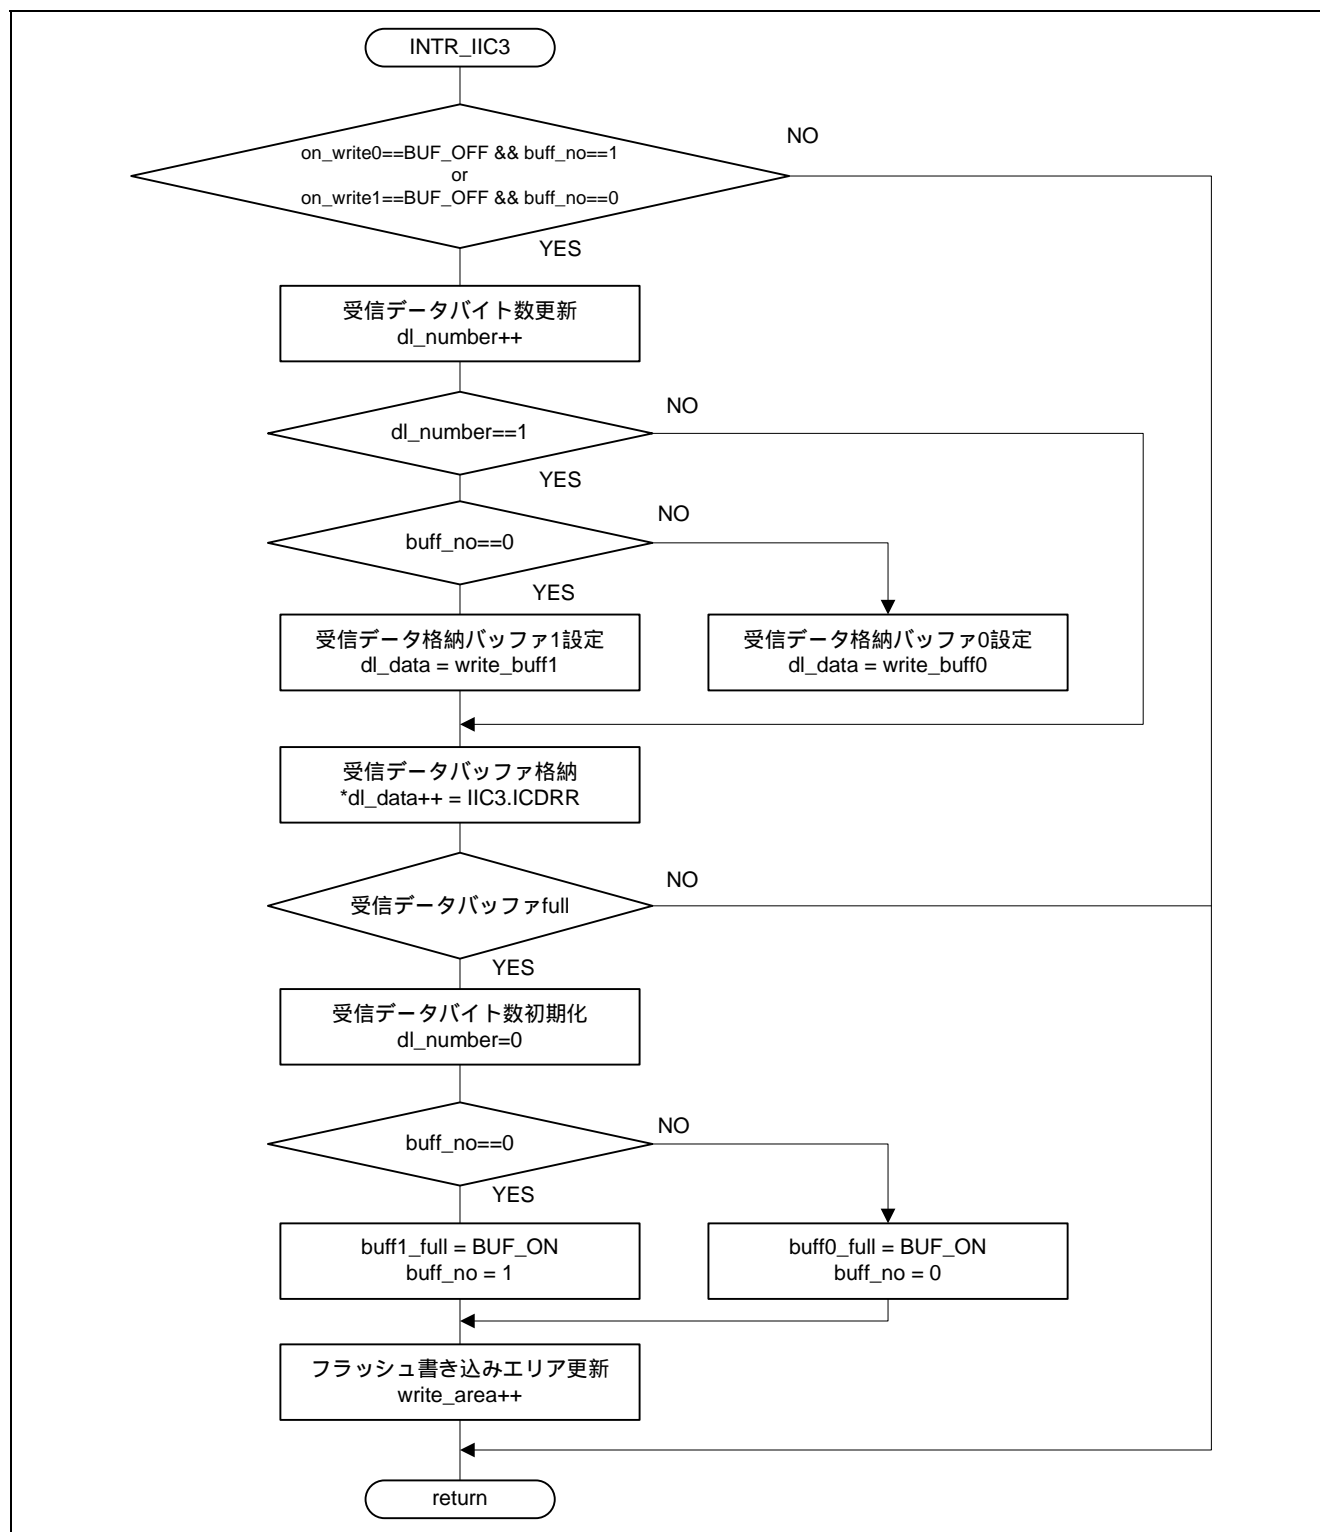 INTR_IIC3
NO
on_write0==BUF_OFF && buff_no==1
or
on_write1==BUF_OFF && buff_no==0
YES
受信データバイト数更新
dl_number++
NO
dl_number==1
YES
NO
buff_no==0
YES
受信データ格納バッファ1設定
dl_data = write_buff1
受信データ格納バッファ0設定
dl_data = write_buff0
受信データバッファ格納
*dl_data++ = IIC3.ICDRR
NO
受信データバッファfull
YES
受信データバイト数初期化
dl_number=0
NO
buff_no==0
YES
buff1_full = BUF_ON
buff_no = 1
buff0_full = BUF_ON
buff_no = 0
フラッシュ書き込みエリア更新
write_area++
return